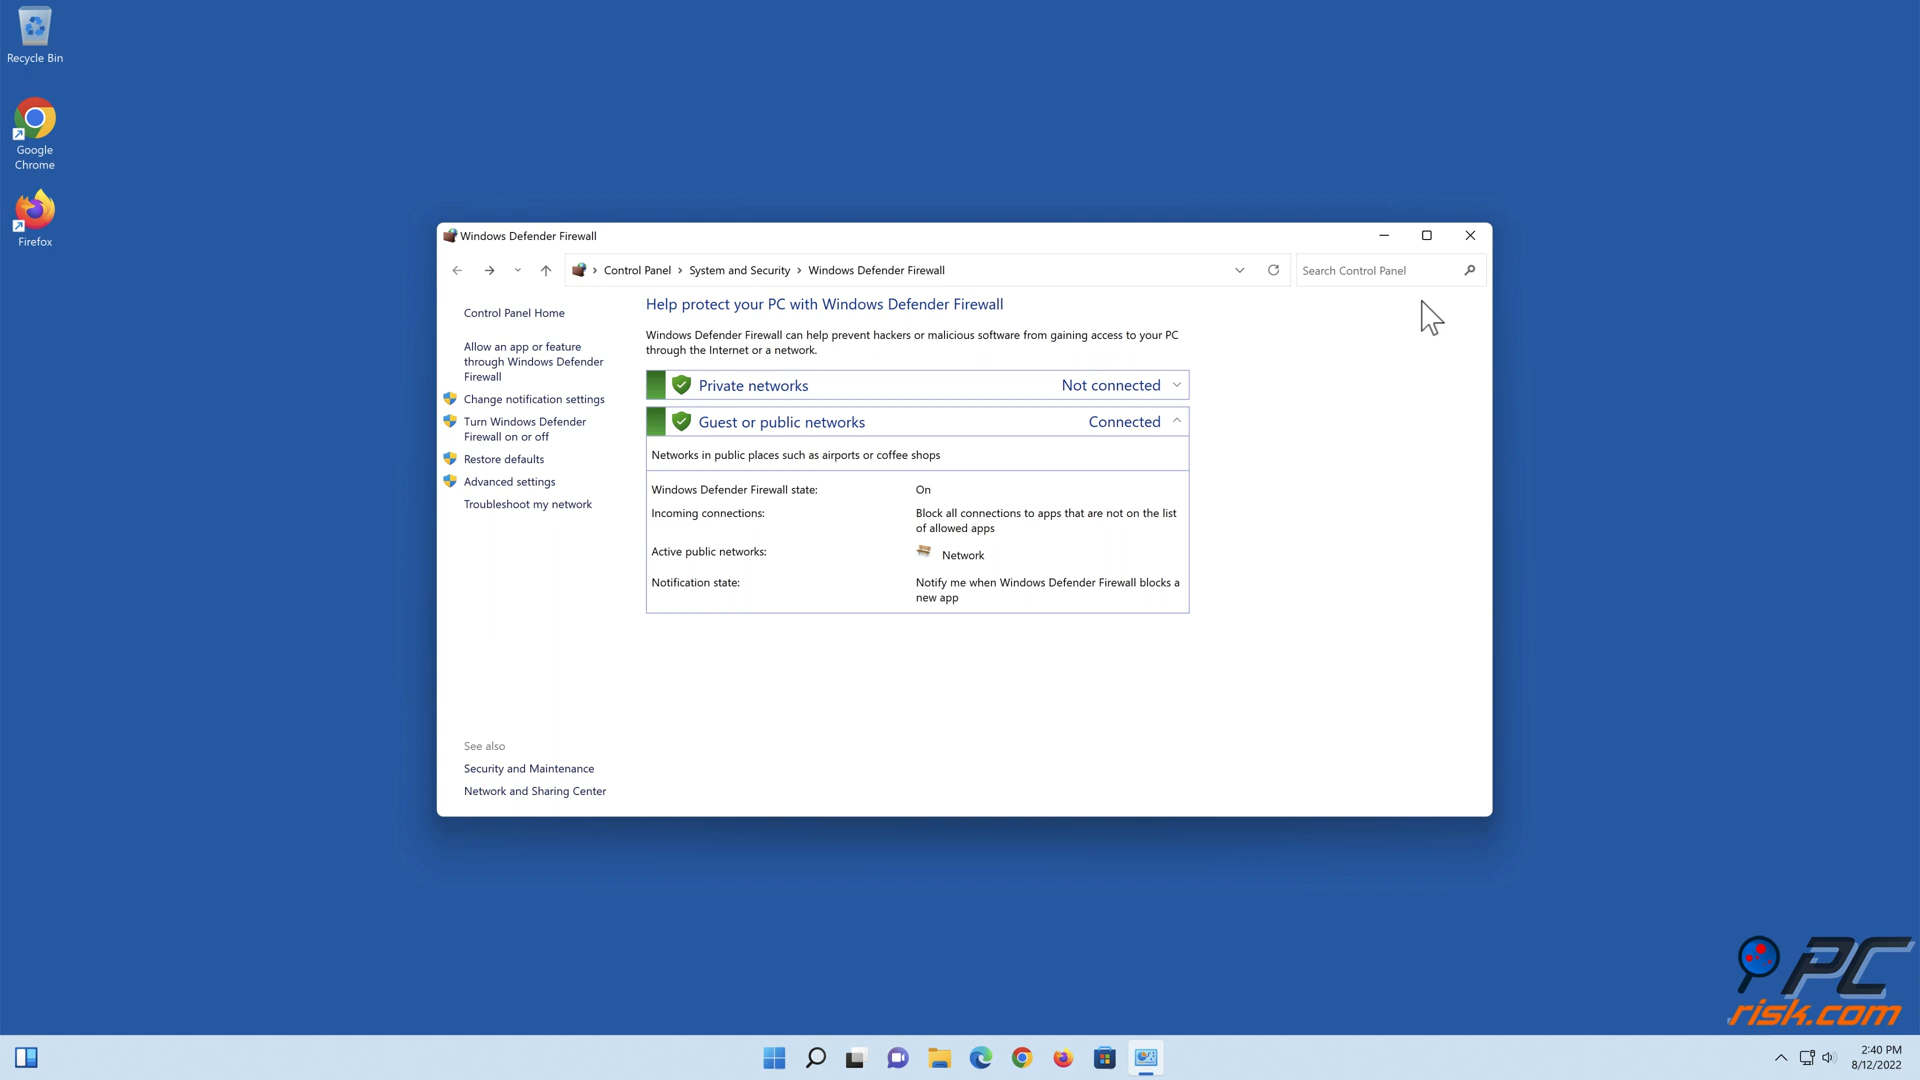 Recycle Bin
Google
Chrome
Firefox
Windows Defender Firewall
Control Panel
System and Security
Windows Defender Firewall
Search Control Panel
Control Panel Home
Allow an app or feature
through Windows Defender
Firewall
Change notification settings
Turn Windows Defender
Firewall on or off
Restore defaults
Advanced settings
Troubleshoot my network
See also
Security and Maintenance
Network and Sharing Center
Help protect your PC with Windows Defender Firewall
Windows Defender Firewall can help prevent hackers or malicious software from gaining access to your PC
through the Internet or a network.
Private networks Not connected
Guest or public networks Connected
Networks in public places such as airports or coffee shops
Windows Defender Firewall state: On
Incoming connections: Block all connections to apps that are not on the list
of allowed apps
Active public networks: Network
Notification state: Notify me when Windows Defender Firewall blocks a
new app
PC
risk.com
2:40 PM
8/12/2022